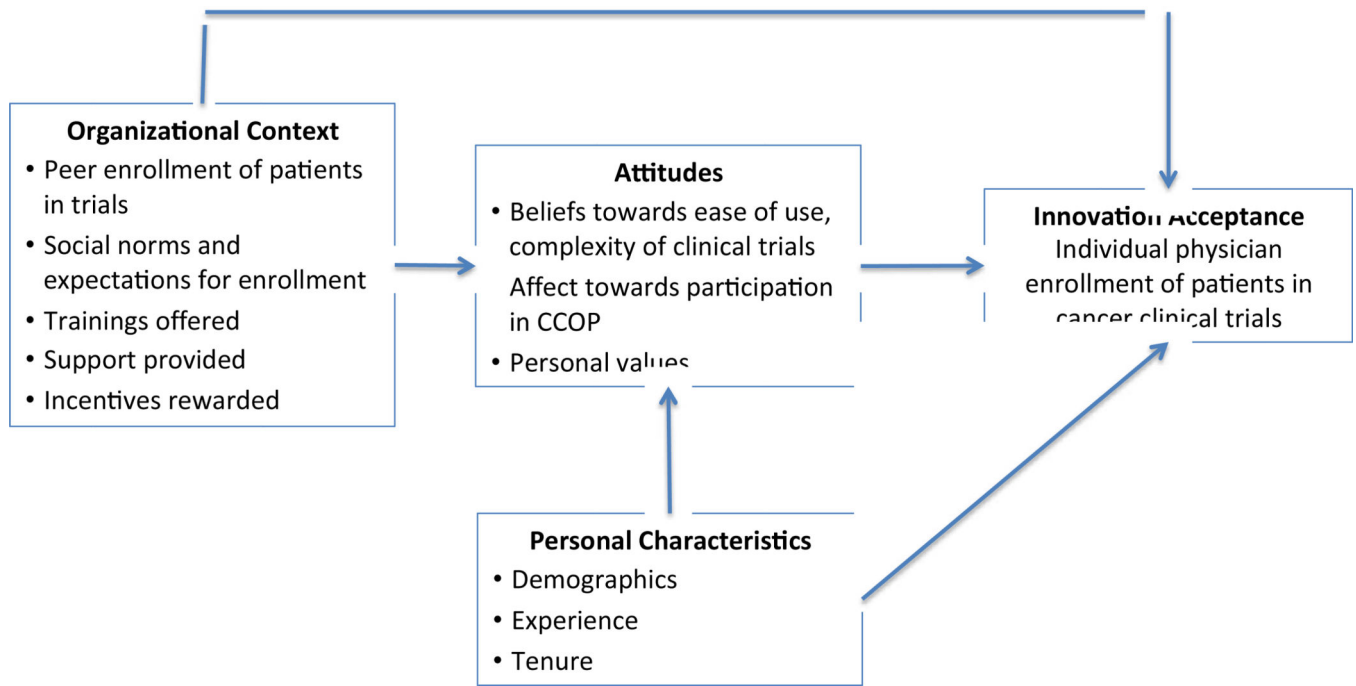 Organizational Context
• Peer enrollment of patients
in trials
• Social norms and
expectations for enrollment
• Trainings offered
• Support provided
• Incentives rewarded
Attitudes
• Beliefs towards ease of use,
complexity of clinical trials
Affect towards participation
in CCOP
• Personal values
Personal Characteristics
• Demographics
• Experience
• Tenure
Innovation Acceptance
Individual physician
enrollment of patients in
cancer clinical trials